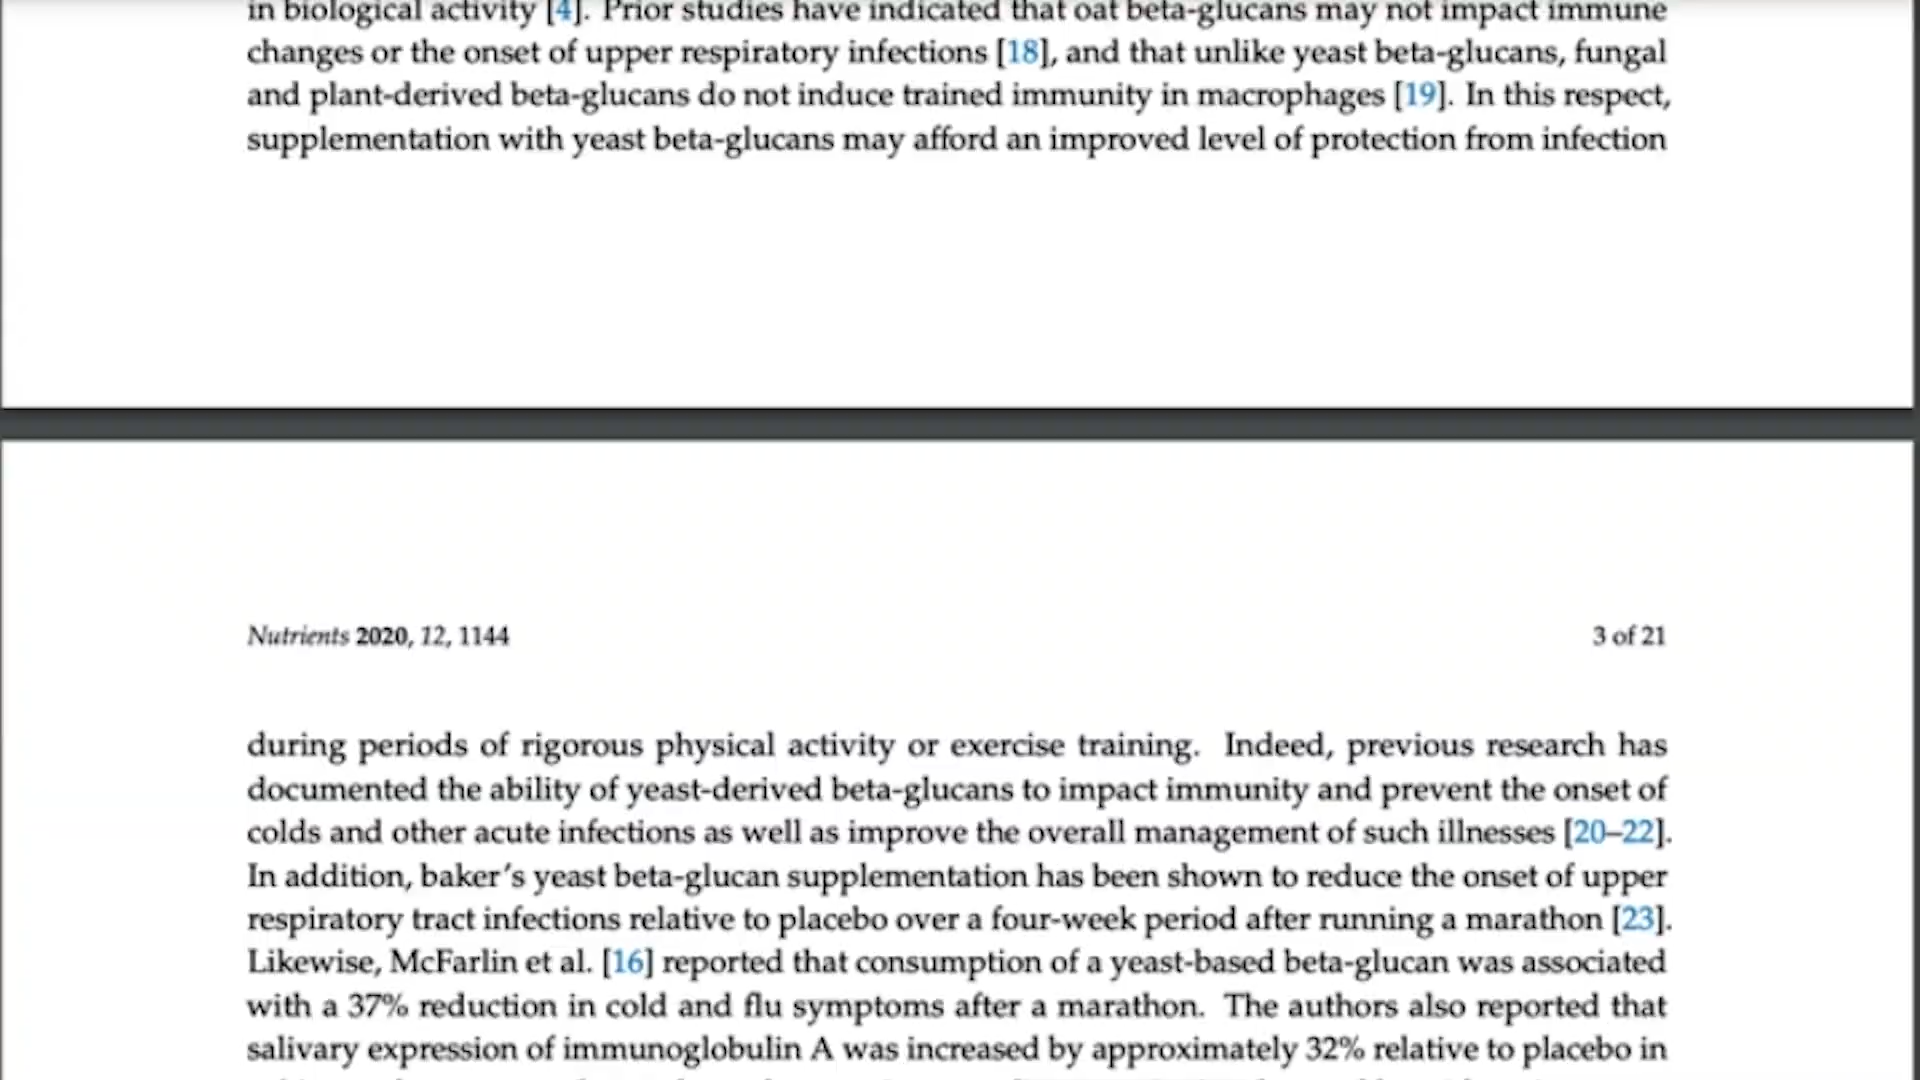 in biological activity [4]. Prior studies have indicated that oat beta-glucans may not impact immune
changes or the onset of upper respiratory infections [18], and that unlike yeast beta-glucans, fungal
and plant-derived beta-glucans do not induce trained immunity in macrophages [19]. In this respect,
supplementation with yeast beta-glucans may afford an improved level of protection from infection
Nutrients 2020, 12, 1144
3 of 21
during periods of rigorous physical activity or exercise training. Indeed, previous research has
documented the ability of yeast-derived beta-glucans to impact immunity and prevent the onset of
colds and other acute infections as well as improve the overall management of such illnesses [20–22].
In addition, baker's yeast beta-glucan supplementation has been shown to reduce the onset of upper
respiratory tract infections relative to placebo over a four-week period after running a marathon [23].
Likewise, McFarlin et al. [16] reported that consumption of a yeast-based beta-glucan was associated
with a 37% reduction in cold and flu symptoms after a marathon. The authors also reported that
salivary expression of immunoglobulin A was increased by approximately 32% relative to placebo in